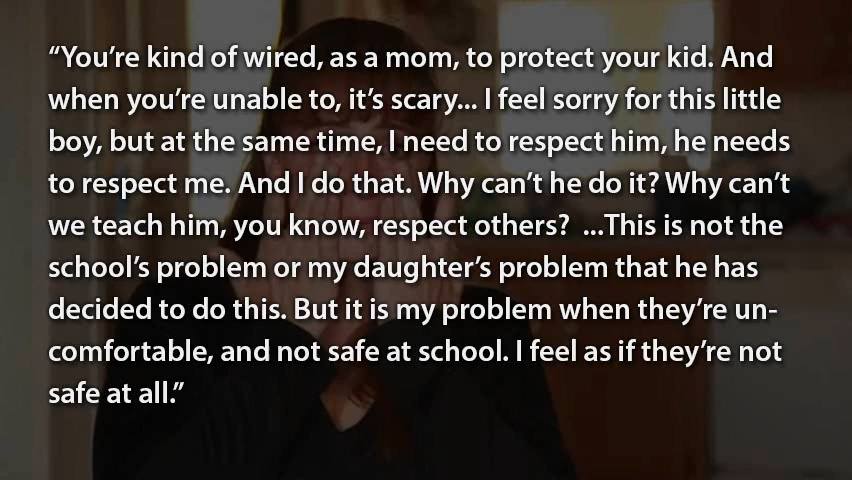 “You’re kind of wired, as a mom, to protect your kid. And
when you’re unable to, it’s scary... I feel sorry for this little
boy, but at the same time, I need to respect him, he needs
to respect me. And I do that. Why can’t he do it? Why can’t
we teach him, you know, respect others?  ...This is not the
school’s problem or my daughter’s problem that he has
decided to do this. But it is my problem when they’re un-
comfortable, and not safe at school. I feel as if they’re not
safe at all.”